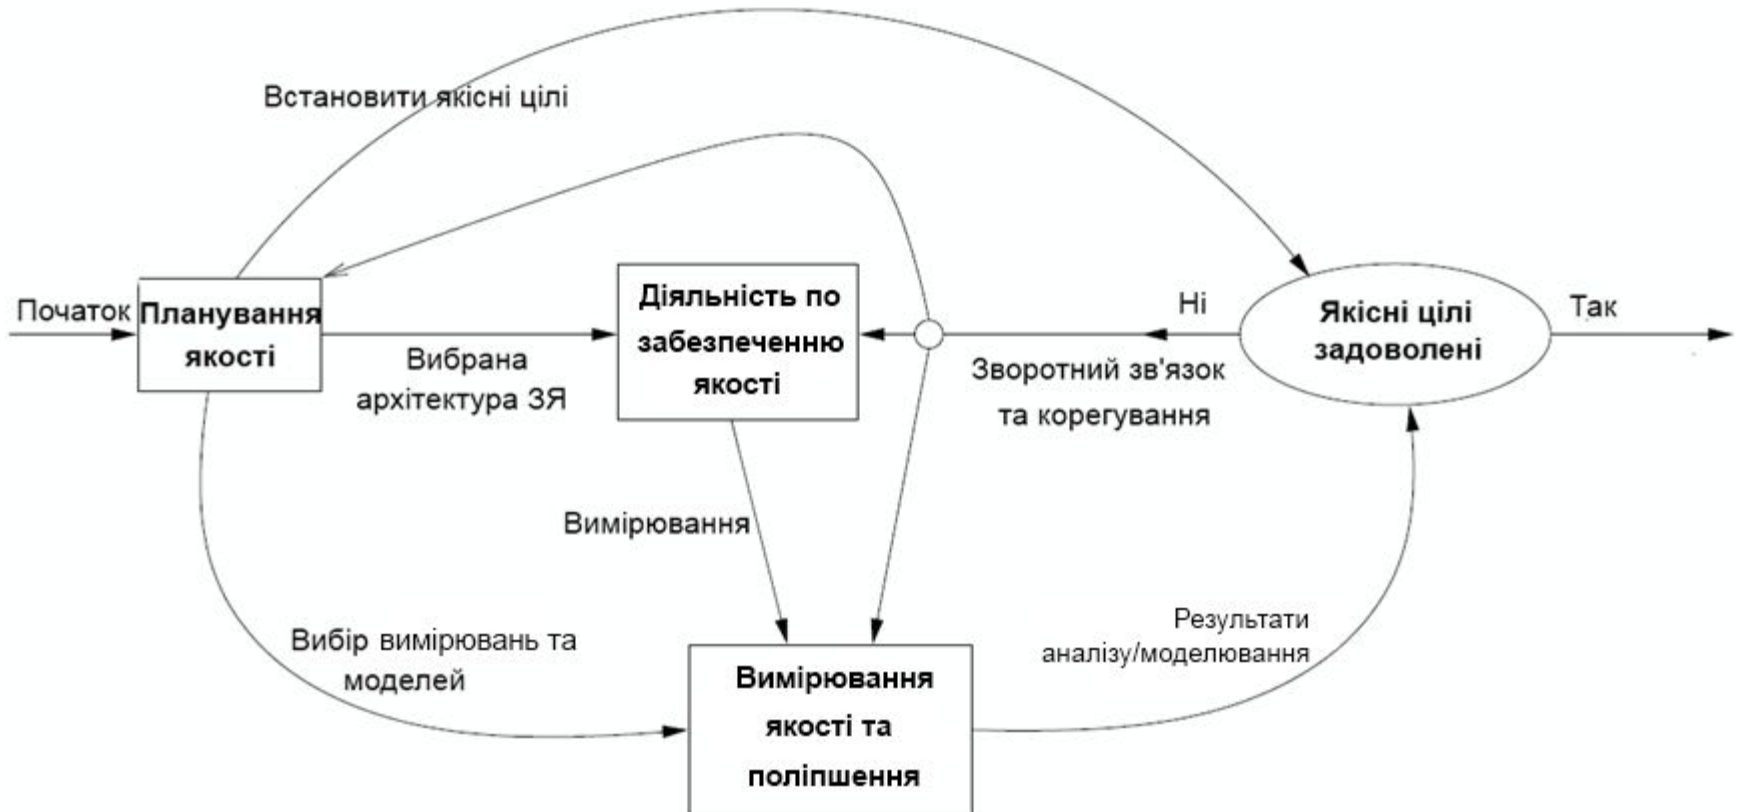 Встановити якісні цілі
Початок
Планування
якості
Вибрана
архітектура ЗЯ
Діяльність по
забезпеченню
якості
Ні
Зворотний зв'язок
та корегування
Якісні цілі
задоволені
Так
Вимірювання
Вибір вимірювань та
моделей
Вимірювання
якості та
поліпшення
Результати
аналізу/моделювання